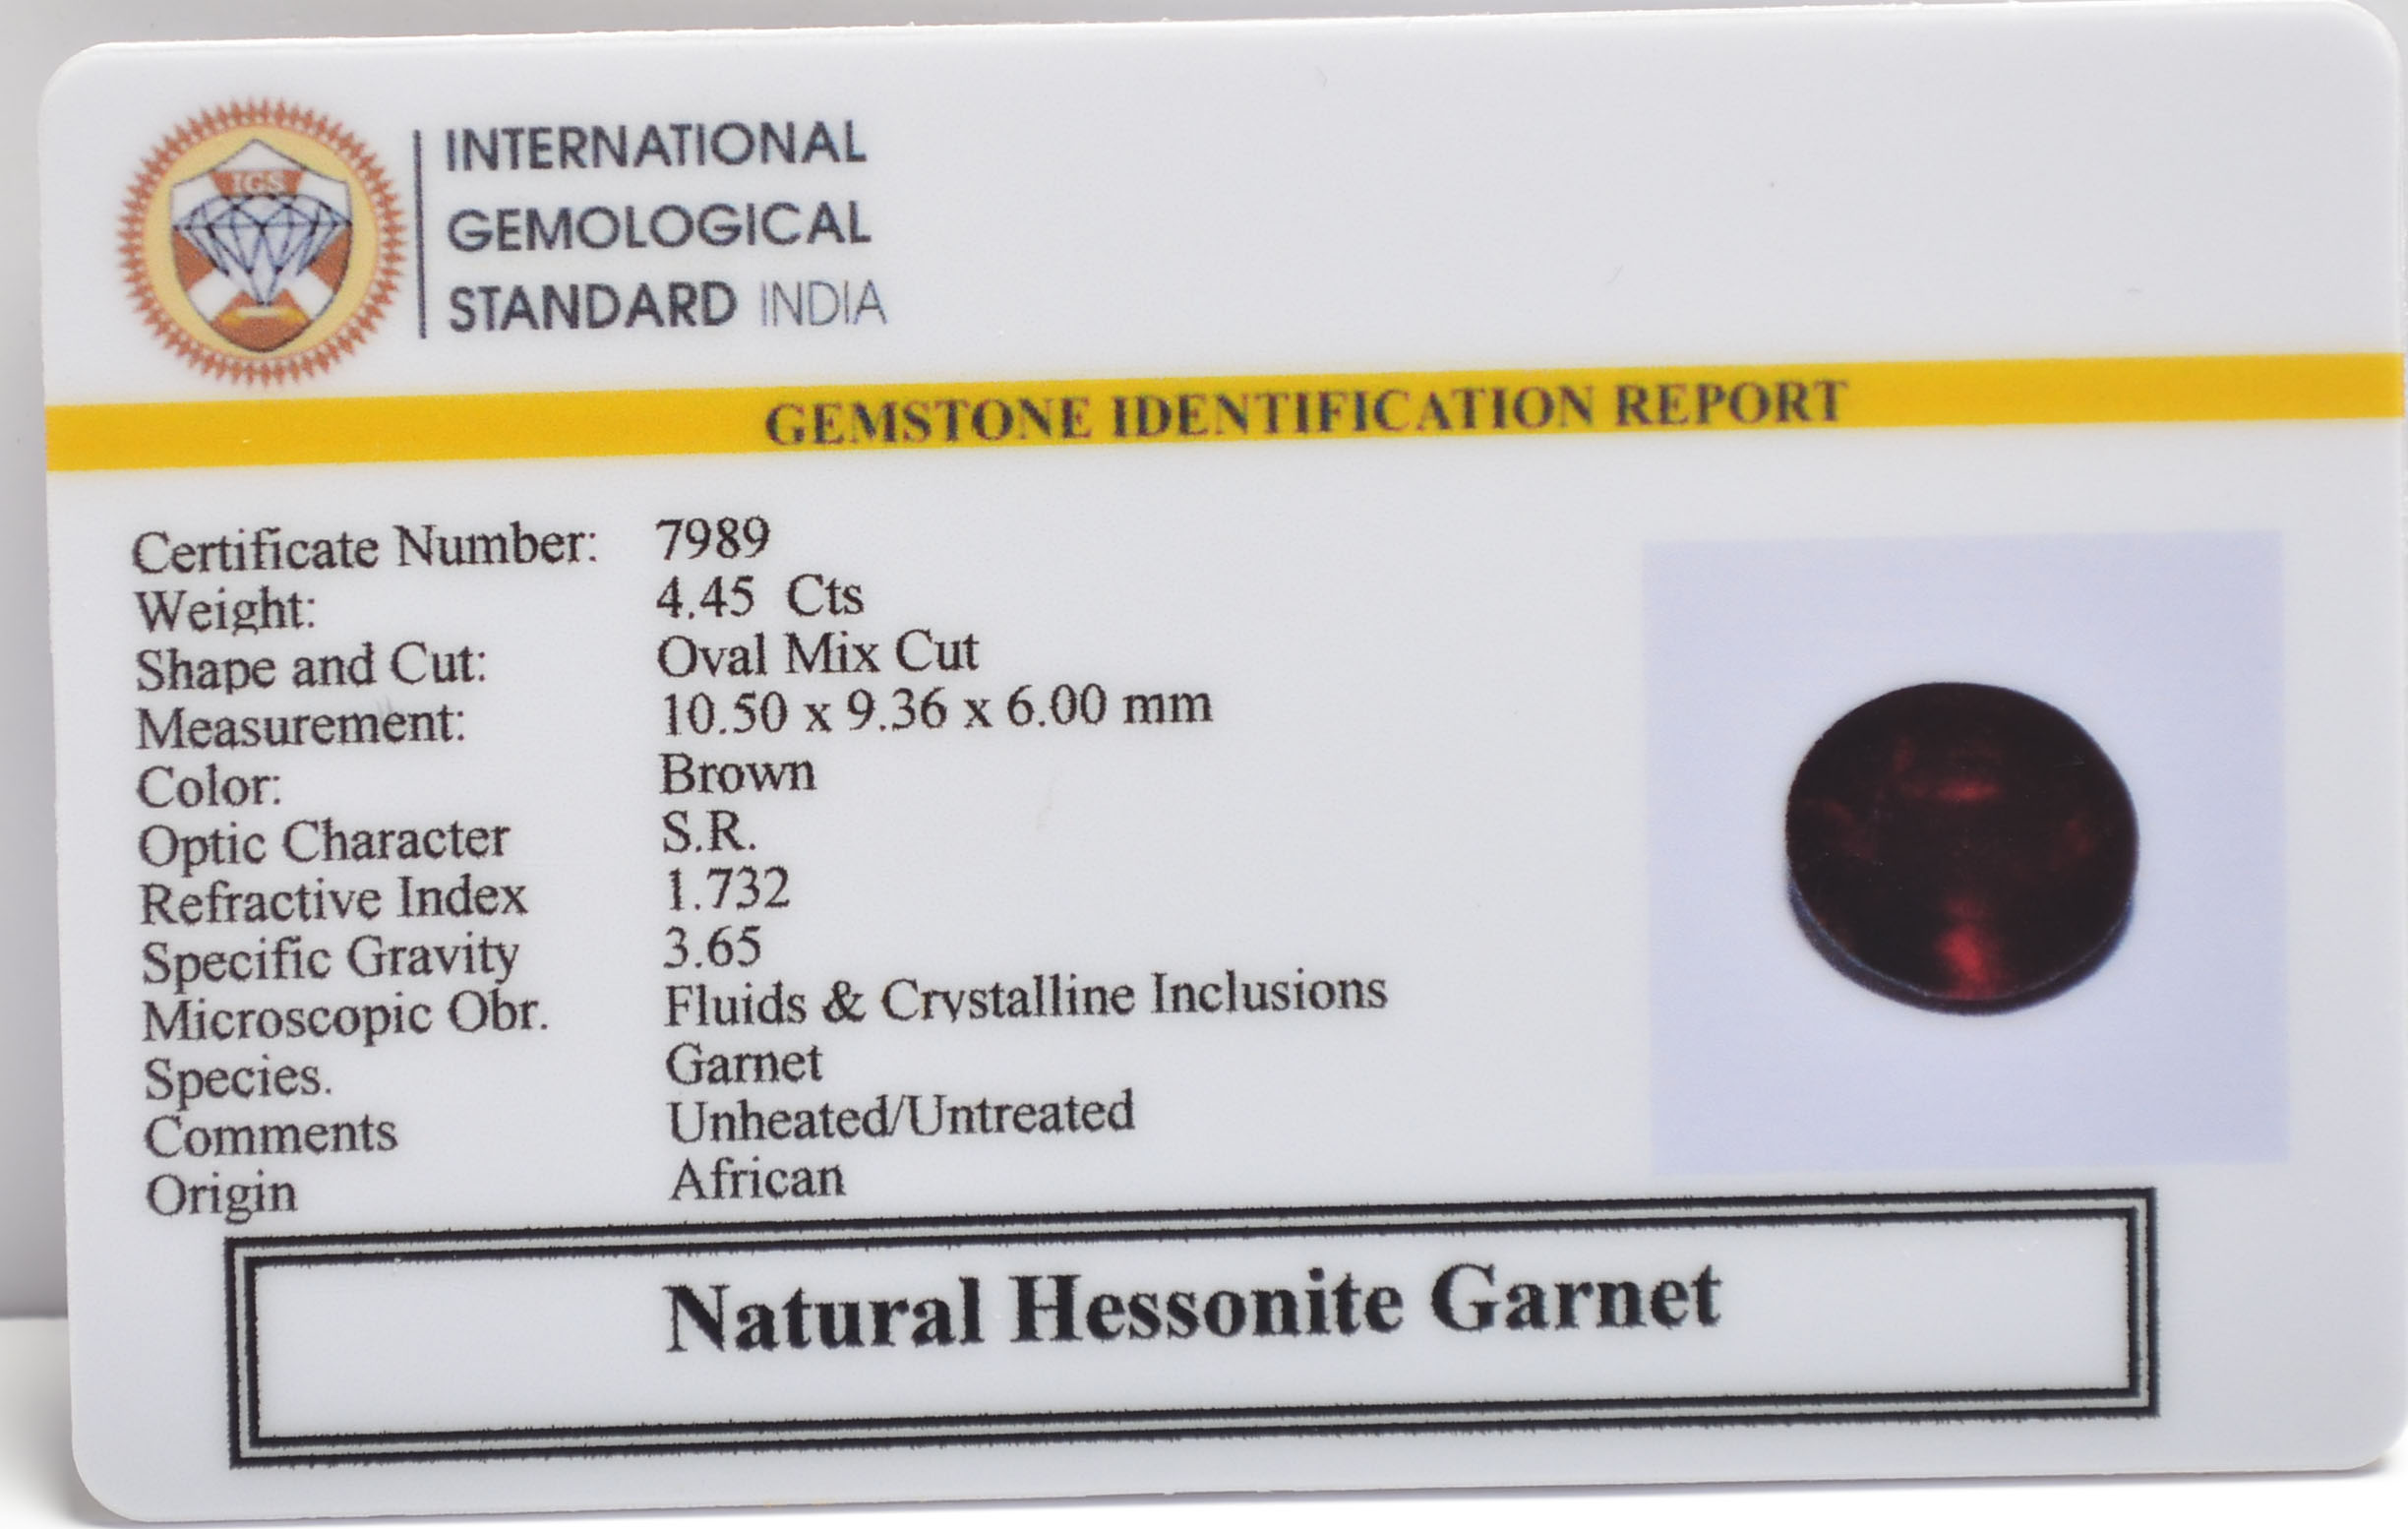 IGS
INTERNATIONAL
GEMOLOGICAL
STANDARD INDIA
GEMSTONE IDENTIFICATION REPORT
Certificate Number: 7989
Weight: 4.45 Cts
Shape and Cut: Oval Mix Cut
Measurement: 10.50 x 9.36 x 6.00 mm
Color: Brown
Optic Character S.R.
Refractive Index 1.732
Specific Gravity 3.65
Microscopic Obr. Fluids & Crystalline Inclusions
Species. Garnet
Comments Unheated/Untreated
Origin African
Natural Hessonite Garnet